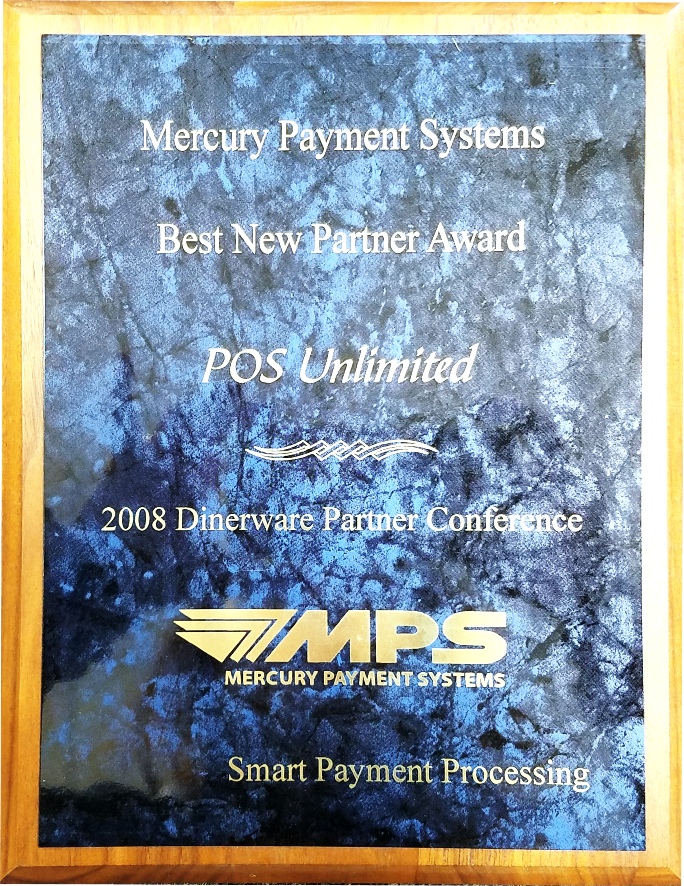 Mercury Payment Systems
Best New Partner Award
POS Unlimited
2008 Dinerware Partner Conference
MPS
MERCURY PAYMENT SYSTEMS
Smart Payment Processing